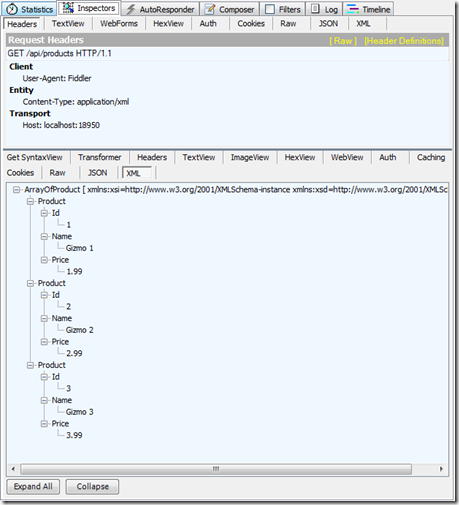 Statistics Inspectors AutoResponder Composer Filters Log Timeline
Headers TextView WebForms HexView Auth Cookies Raw JSON XML
Request Headers [ Raw ] [Header Definitions]
GET /api/products HTTP/1.1
Client
User-Agent: Fiddler
Entity
Content-Type: application/xml
Transport
Host: localhost:18950
Get SyntaxView Transformer Headers TextView ImageView HexView WebView Auth Caching
Cookies Raw JSON XML
ArrayOfProduct [ xmlns:xsi=http://www.w3.org/2001/XMLSchema-instance xmlns:xsd=http://www.w3.org/2001/XMLSc
Product
Id
1
Name
Gizmo 1
Price
1.99
Product
Id
2
Name
Gizmo 2
Price
2.99
Product
Id
3
Name
Gizmo 3
Price
3.99
Expand All Collapse